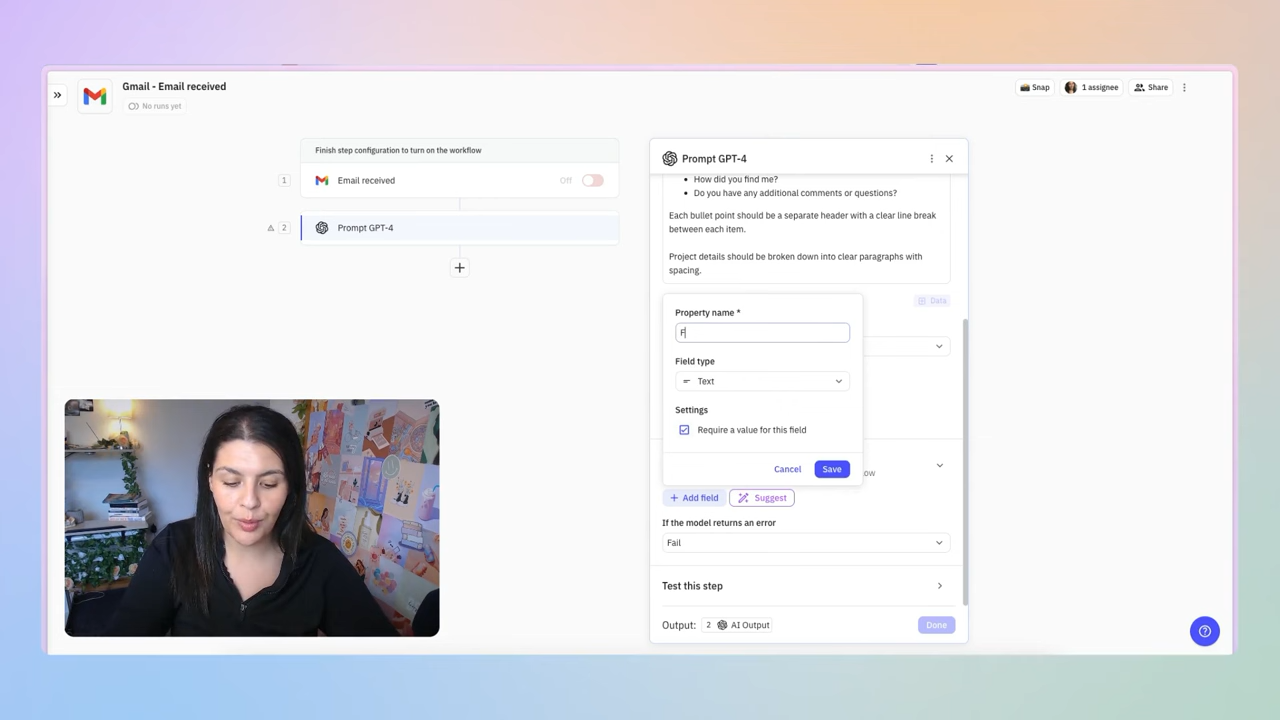 Gmail - Email received
No runs yet
Snap
1 assignee
Share
Finish step configuration to turn on the workflow
1
Email received
Off
2
Prompt GPT-4
Prompt GPT-4
• How did you find me?
• Do you have any additional comments or questions?
Each bullet point should be a separate header with a clear line break
between each item.
Project details should be broken down into clear paragraphs with
spacing.
Data
Property name *
F
Field type
Text
Settings
Require a value for this field
Cancel
Save
ow
+ Add field
Suggest
If the model returns an error
Fail
Test this step
Output:
2
AI Output
Done